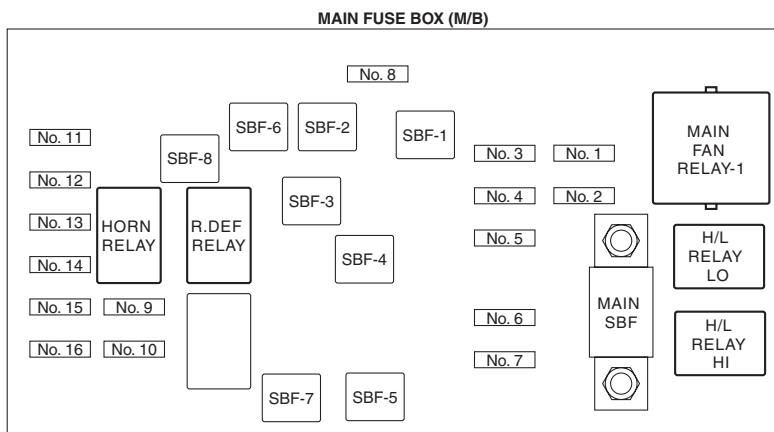 MAIN FUSE BOX (M/B)
No. 8
SBF-6
SBF-2
SBF-1
MAIN
FAN
RELAY-1
No. 11
SBF-8
No. 3
No. 1
No. 12
SBF-3
No. 4
No. 2
HORN
RELAY
R.DEF
RELAY
No. 13
No. 5
H/L
RELAY
LO
No. 14
SBF-4
No. 15
No. 9
MAIN
SBF
No. 6
H/L
RELAY
HI
No. 16
No. 10
No. 7
SBF-7
SBF-5